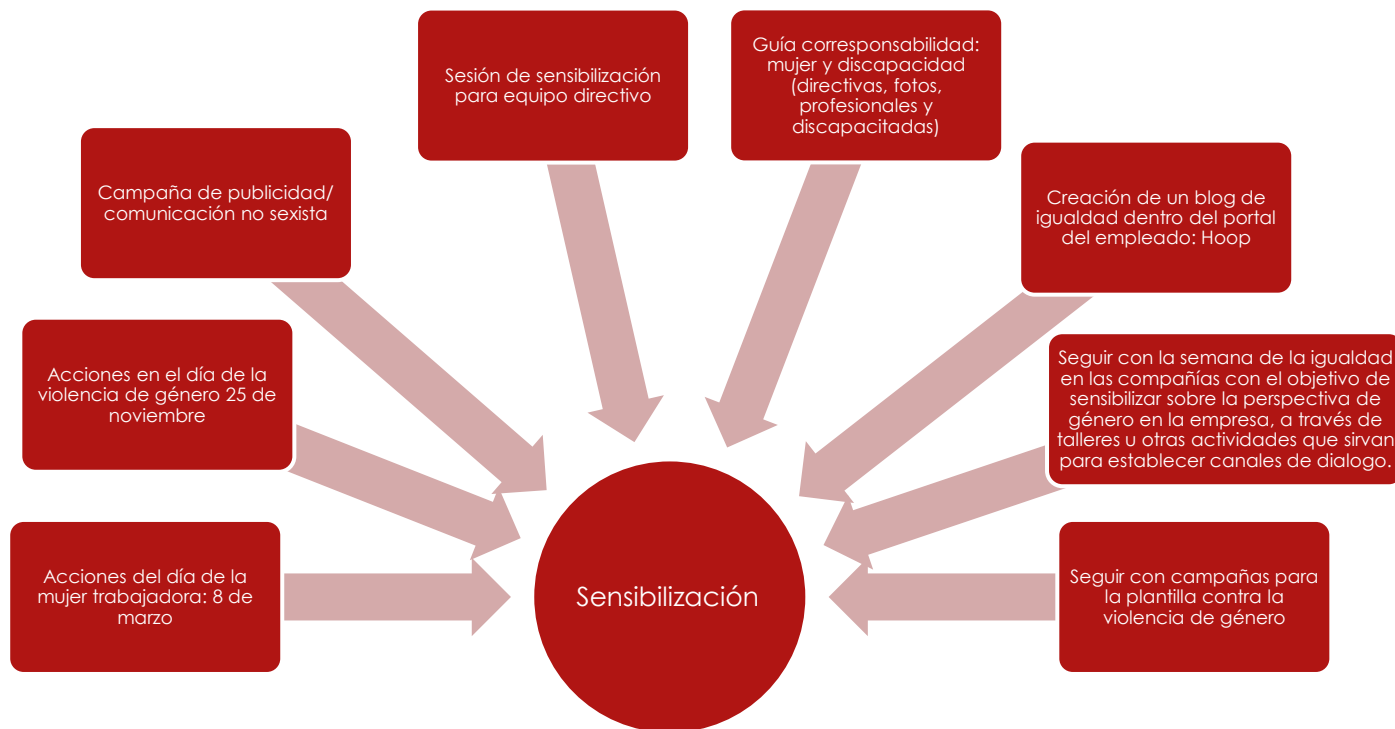 Sesión de sensibilización
para equipo directivo
Guía corresponsabilidad:
mujer y discapacidad
(directivas, fotos,
profesionales y
discapacitadas)
Campaña de publicidad/
comunicación no sexista
Creación de un blog de
igualdad dentro del portal
del empleado: Hoop
Acciones en el día de la
violencia de género 25 de
noviembre
Seguir con la semana de la igualdad
en las compañías con el objetivo de
sensibilizar sobre la perspectiva de
género en la empresa, a través de
talleres u otras actividades que sirvan
para establecer canales de dialogo.
Acciones del día de la
mujer trabajadora: 8 de
marzo
Sensibilización
Seguir con campañas para
la plantilla contra la
violencia de género